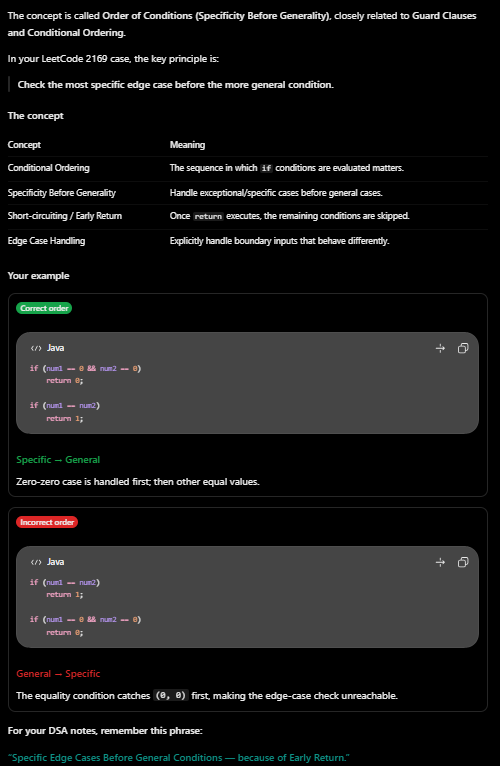 The concept is called Order of Conditions (Specificity Before Generality), closely related to Guard Clauses
and Conditional Ordering.
In your LeetCode 2169 case, the key principle is:
Check the most specific edge case before the more general condition.
The concept
Concept Meaning
Conditional Ordering The sequence in which if conditions are evaluated matters.
Specificity Before Generality Handle exceptional/specific cases before general cases.
Short-circuiting / Early Return Once return executes, the remaining conditions are skipped.
Edge Case Handling Explicitly handle boundary inputs that behave differently.
Your example
Correct order
</> Java
if (num1 == 0 && num2 == 0)
    return 0;
if (num1 == num2)
    return 1;
Specific → General
Zero-zero case is handled first; then other equal values.
Incorrect order
</> Java
if (num1 == num2)
    return 1;
if (num1 == 0 && num2 == 0)
    return 0;
General → Specific
The equality condition catches (0, 0) first, making the edge-case check unreachable.
For your DSA notes, remember this phrase:
“Specific Edge Cases Before General Conditions — because of Early Return.”